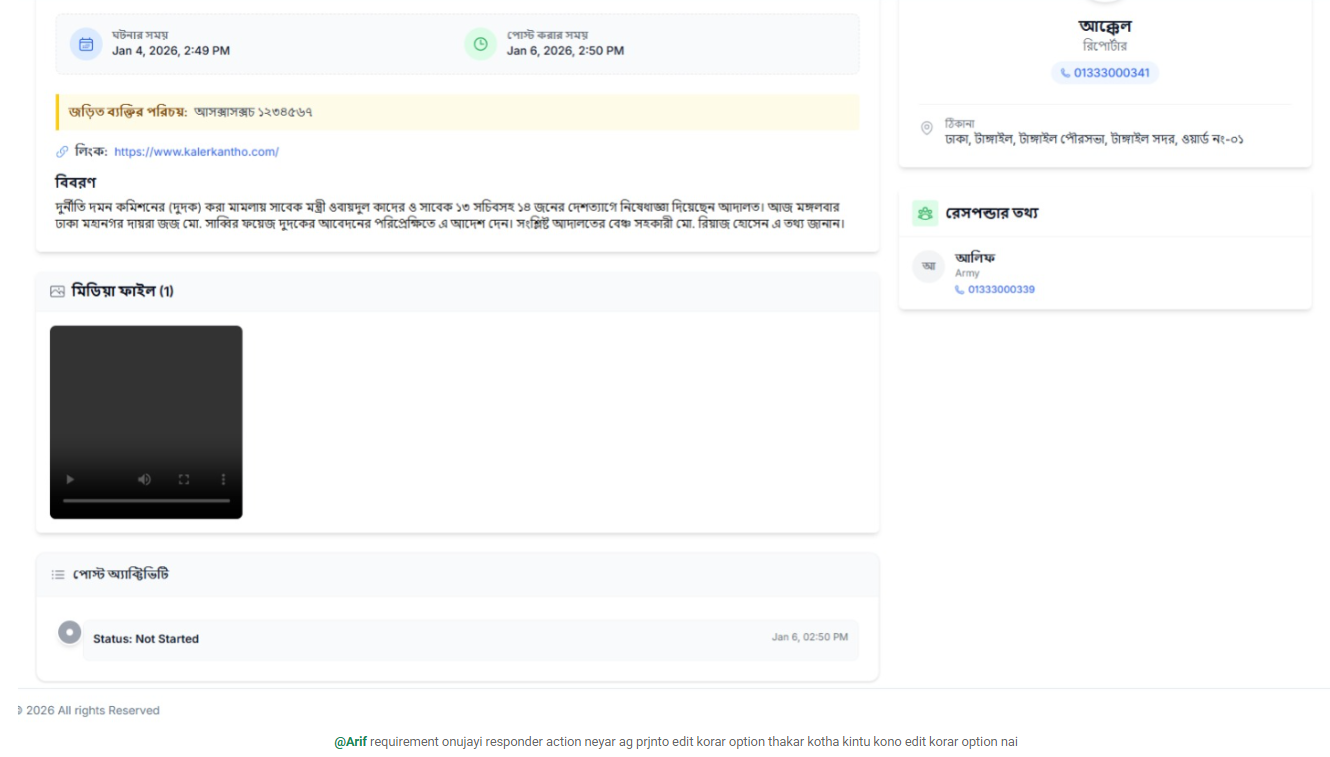 ঘটনার সময়
Jan 4, 2026, 2:49 PM
পোস্ট করার সময়
Jan 6, 2026, 2:50 PM
জড়িত ব্যক্তির পরিচয়: আসক্সাসক্সচ ১২৩৪৫৬৭
লিংক: https://www.kalerkantho.com/
বিবরণ
দুর্নীতি দমন কমিশনের (দুদক) করা মামলায় সাবেক মন্ত্রী ওবায়দুল কাদের ও সাবেক ১৩ সচিবসহ ১৪ জনের দেশত্যাগে নিষেধাজ্ঞা দিয়েছেন আদালত। আজ মঙ্গলবার
ঢাকা মহানগর দায়রা জজ মো. সাব্বির ফয়েজ দুদকের আবেদনের পরিপ্রেক্ষিতে এ আদেশ দেন। সংশ্লিষ্ট আদালতের বেঞ্চ সহকারী মো. রিয়াজ হোসেন এ তথ্য জানান।
মিডিয়া ফাইল (1)
পোস্ট অ্যাক্টিভিটি
Status: Not Started
Jan 6, 02:50 PM
আক্কেল
রিপোর্টার
01333000341
ঠিকানা
ঢাকা, টাঙ্গাইল, টাঙ্গাইল পৌরসভা, টাঙ্গাইল সদর, ওয়ার্ড নং-০১
রেসপন্ডার তথ্য
আ
আলিফ
Army
01333000339
© 2026 All rights Reserved
@Arif requirement onujayi responder action neyar ag prjnto edit korar option thakar kotha kintu kono edit korar option nai